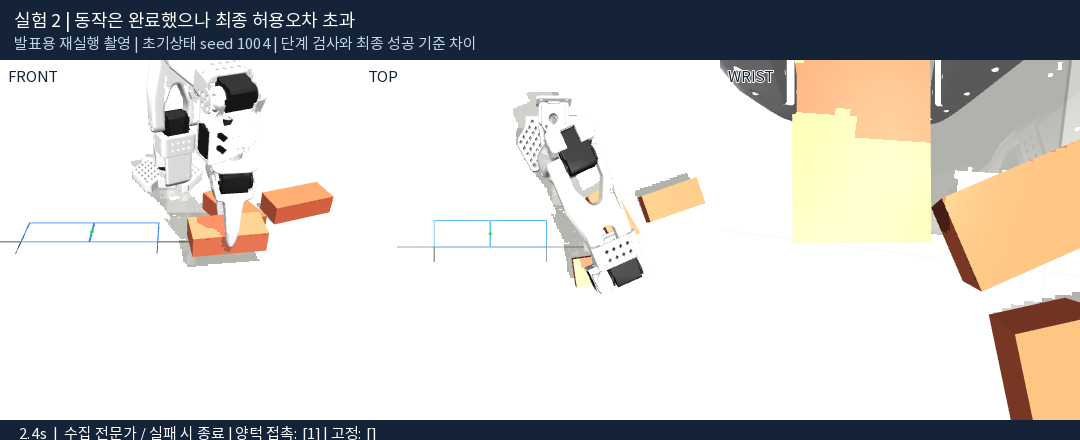 실험 2 | 동작은 완료했으나 최종 허용오차 초과
발표용 재실행 촬영 | 초기상태 seed 1004 | 단계 검사와 최종 성공 기준 차이
FRONT
TOP
WRIST
2.4s | 수집 전문가 / 실패 시 종료 | 양턱 접촉: [1] | 고정: []